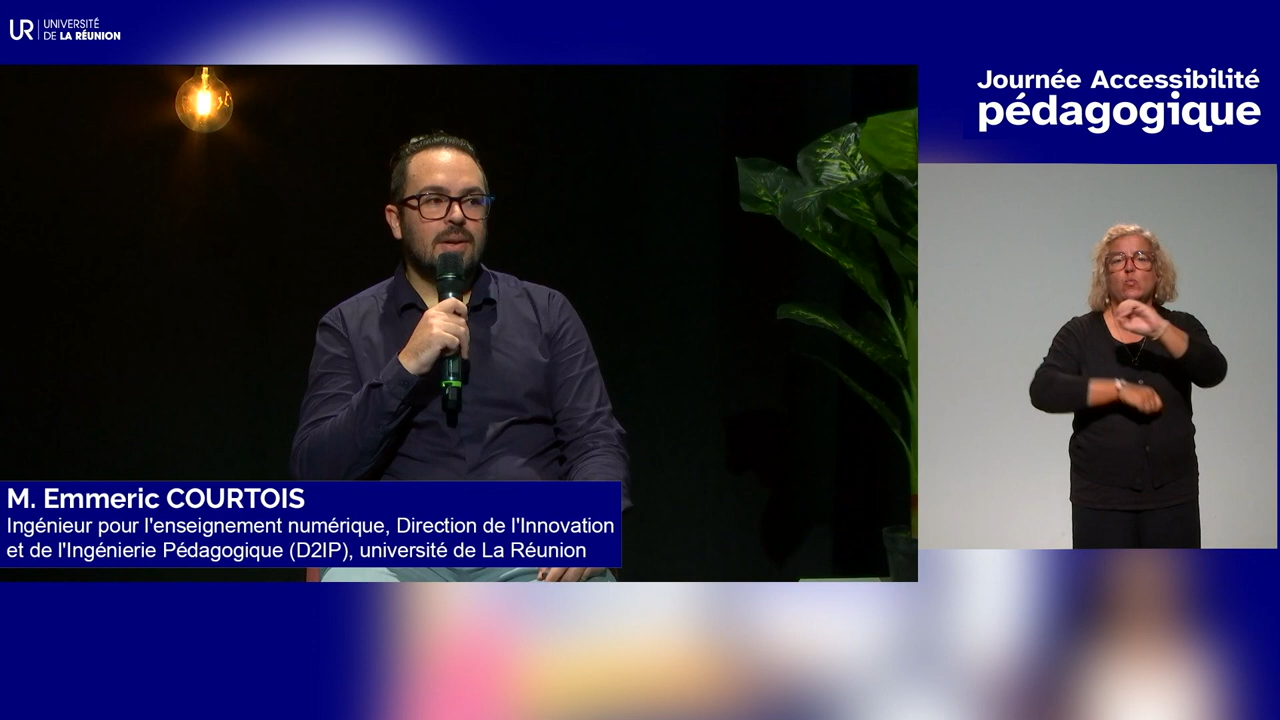 UR UNIVERSITÉ
DE LA RÉUNION
Journée Accessibilité
pédagogique
M. Emmeric COURTOIS
Ingénieur pour l'enseignement numérique, Direction de l'Innovation
et de l'Ingénierie Pédagogique (D2IP), université de La Réunion